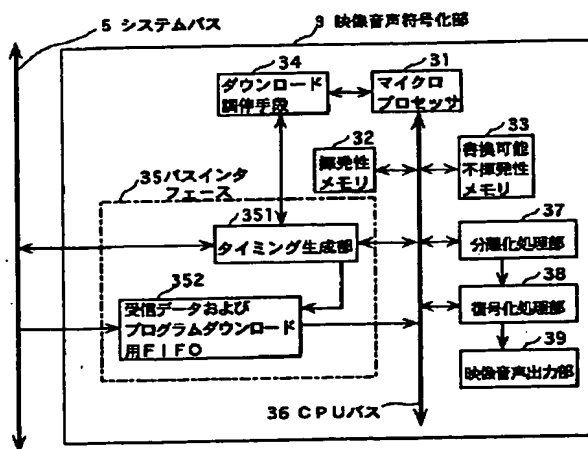 5 システムバス
9 映像音声符号化部
34
ダウンロード
調停手段
31
マイクロ
プロセッサ
32
揮発性
メモリ
33
書換可能
不揮発性
メモリ
35バスインタ
フェース
351
タイミング生成部
37
分離化処理部
352
受信データおよび
プログラムダウンロード
用FIFO
38
復号化処理部
39
映像音声出力部
36 CPUバス